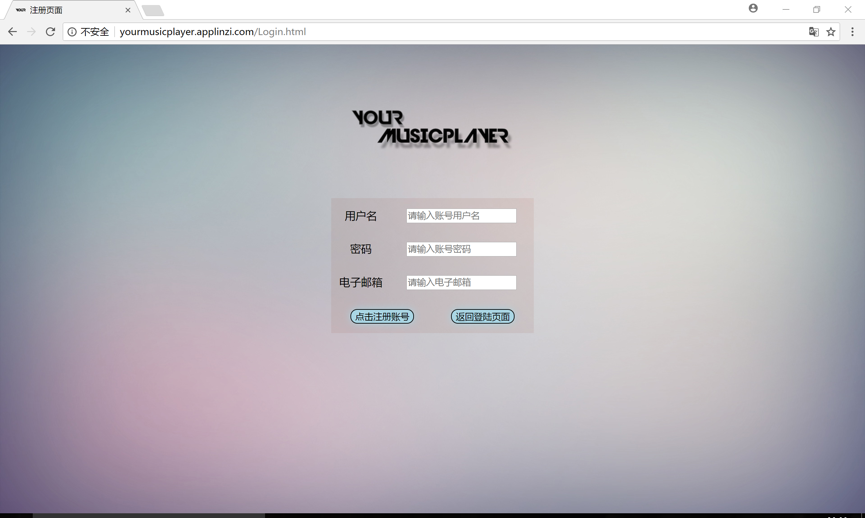 注册页面
不安全
yourmusicplayer.applinzi.com/Login.html
YOUR
MUSICPLAYER
用户名 请输入账号用户名
密码 请输入账号密码
电子邮箱 请输入电子邮箱
点击注册账号 返回登陆页面